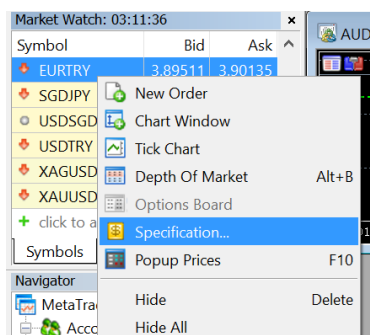 Market Watch: 03:11:36
AUD
Symbol Bid Ask
EURTRY 3.89511 3.90135
SGDJPY New Order
USDSGD Chart Window
USDTRY Tick Chart
XAGUSD Depth Of Market Alt+B
XAUUSD Options Board
click to a Specification...
Symbols Popup Prices F10
Navigator
MetaTra Hide Delete
Acco Hide All